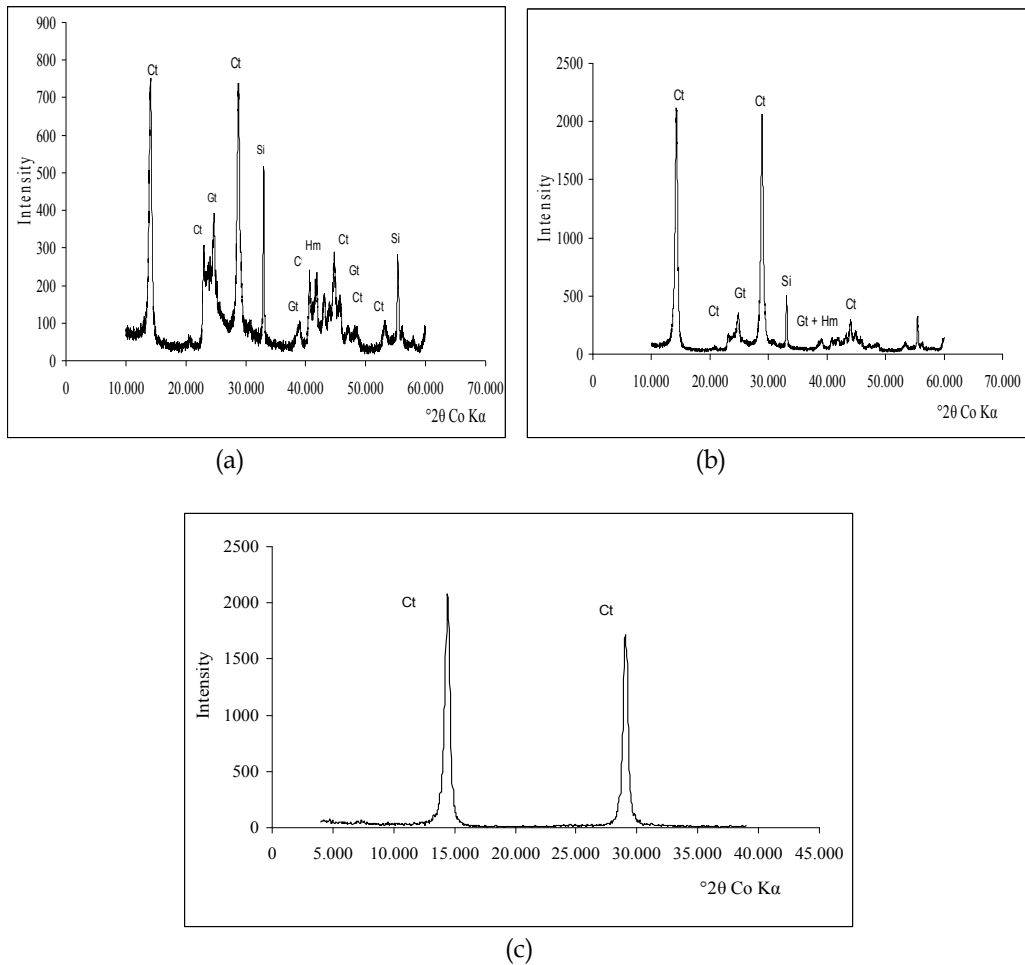 900
800
700
600
500
400
300
200
100
0
Intensity
Ct
Ct
Gt
Ct
Si
Gt
C
Hm
Ct
Gt
Ct
Ct
Si
0 10.000 20.000 30.000 40.000 50.000 60.000 70.000
°2θ Co Kα
(a)
2500
2000
1500
1000
500
0
Intensity
Ct
Ct
Gt
Ct
Si
Gt + Hm
Ct
0 10.000 20.000 30.000 40.000 50.000 60.000 70.000
°2θ Co Kα
(b)
2500
2000
1500
1000
500
0
Intensity
Ct
Ct
0 5.000 10.000 15.000 20.000 25.000 30.000 35.000 40.000 45.000
°2θ Co Kα
(c)